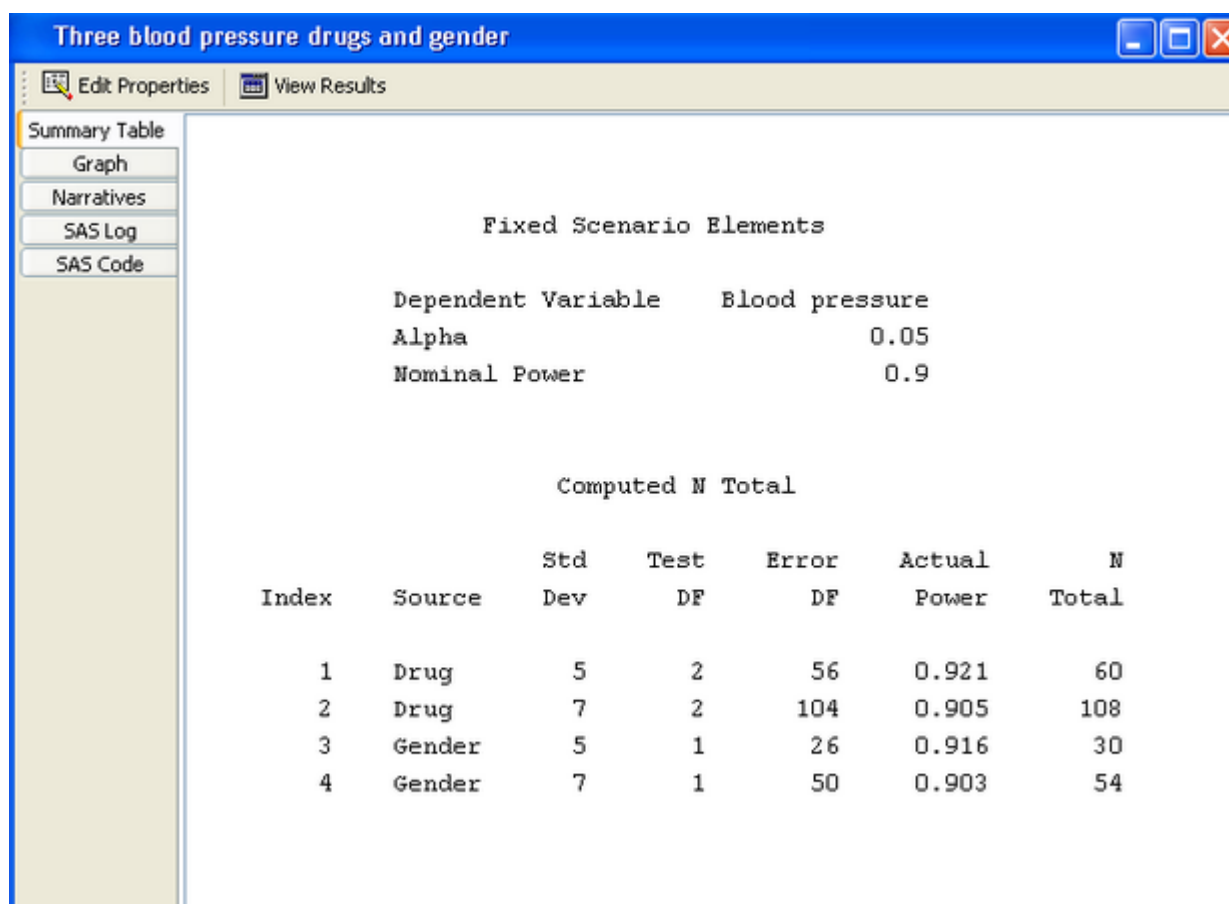 Three blood pressure drugs and gender
Edit Properties View Results
Summary Table
Graph
Narratives
SAS Log
SAS Code
Fixed Scenario Elements
Dependent Variable Blood pressure
Alpha 0.05
Nominal Power 0.9
Computed N Total
Std Test Error Actual N
Index Source Dev DF DF Power Total
1 Drug 5 2 56 0.921 60
2 Drug 7 2 104 0.905 108
3 Gender 5 1 26 0.916 30
4 Gender 7 1 50 0.903 54